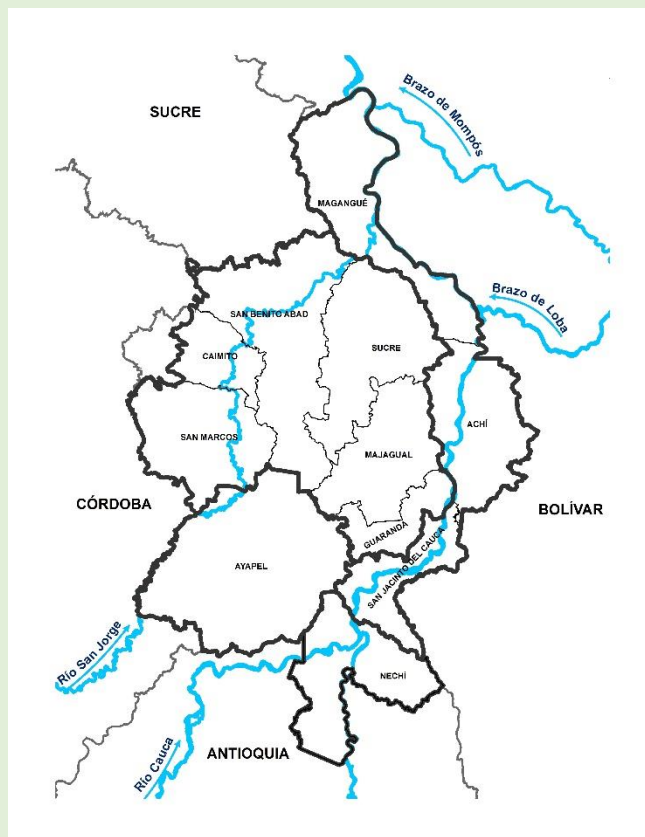 SUCRE
Brazo de Mompós
MAGANGUÉ
Brazo de Loba
SAN BENITO ABAD
SUCRE
CAIMITO
ACHÍ
SAN MARCOS
MAJAGUAL
CÓRDOBA
BOLÍVAR
GUARANDA
AYAPEL
SAN JACINTO DEL CAUCA
Río San Jorge
NECHÍ
ANTIOQUIA
Río Cauca